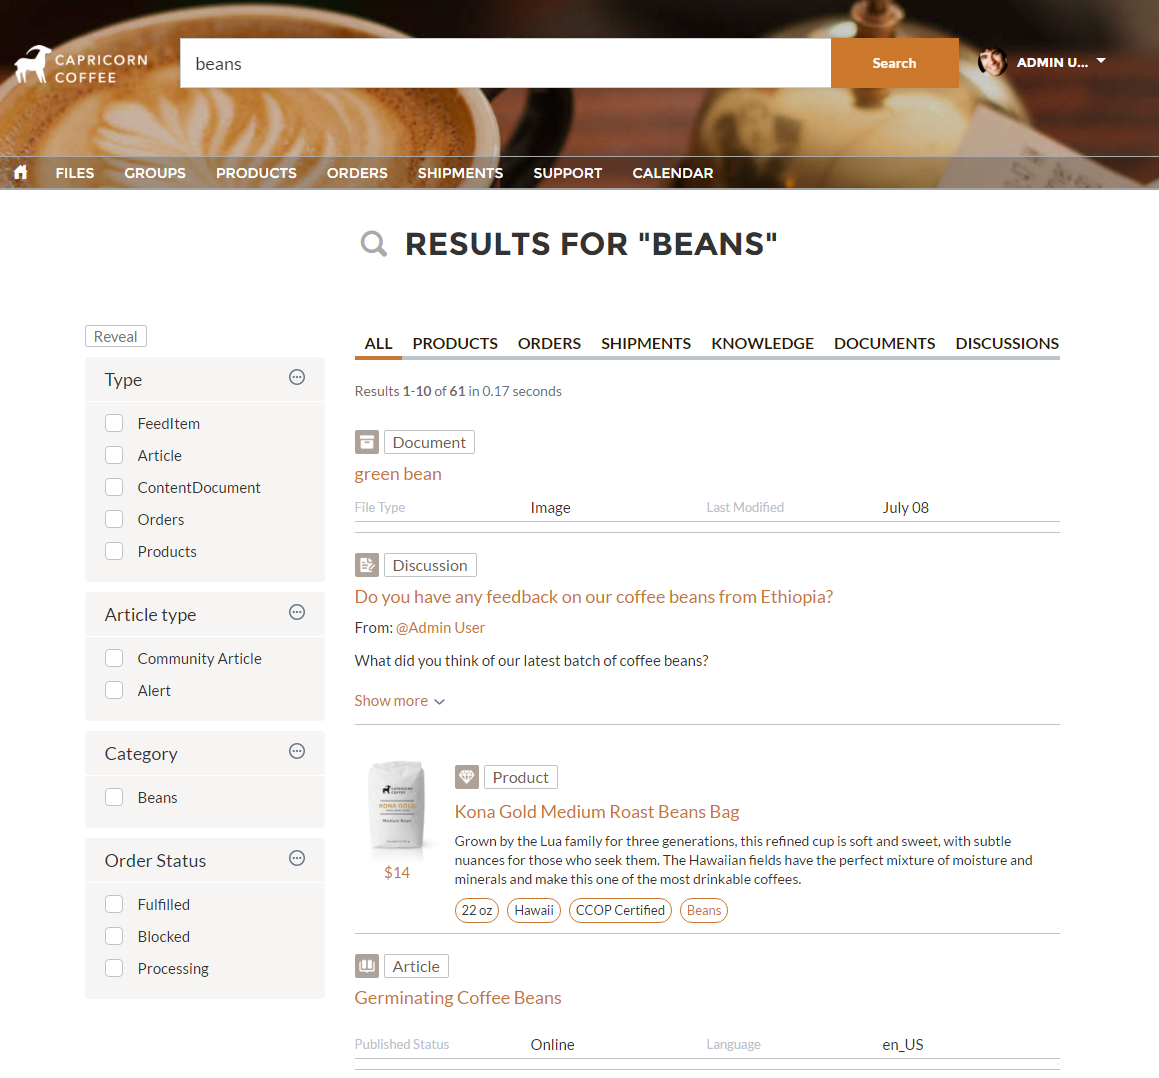 CAPRICORN
COFFEE
beans
Search
ADMIN U...
FILES GROUPS PRODUCTS ORDERS SHIPMENTS SUPPORT CALENDAR
RESULTS FOR "BEANS"
Reveal
Type
FeedItem
Article
ContentDocument
Orders
Products
Article type
Community Article
Alert
Category
Beans
Order Status
Fulfilled
Blocked
Processing
ALL PRODUCTS ORDERS SHIPMENTS KNOWLEDGE DOCUMENTS DISCUSSIONS
Results 1-10 of 61 in 0.17 seconds
Document
green bean
File Type Image Last Modified July 08
Discussion
Do you have any feedback on our coffee beans from Ethiopia?
From: @Admin User
What did you think of our latest batch of coffee beans?
Show more
CAPRICORN
COFFEE
KONA GOLD
Medium Roast
$14
Product
Kona Gold Medium Roast Beans Bag
Grown by the Lua family for three generations, this refined cup is soft and sweet, with subtle
nuances for those who seek them. The Hawaiian fields have the perfect mixture of moisture and
minerals and make this one of the most drinkable coffees.
22 oz Hawaii CCOP Certified Beans
Article
Germinating Coffee Beans
Published Status Online Language en_US